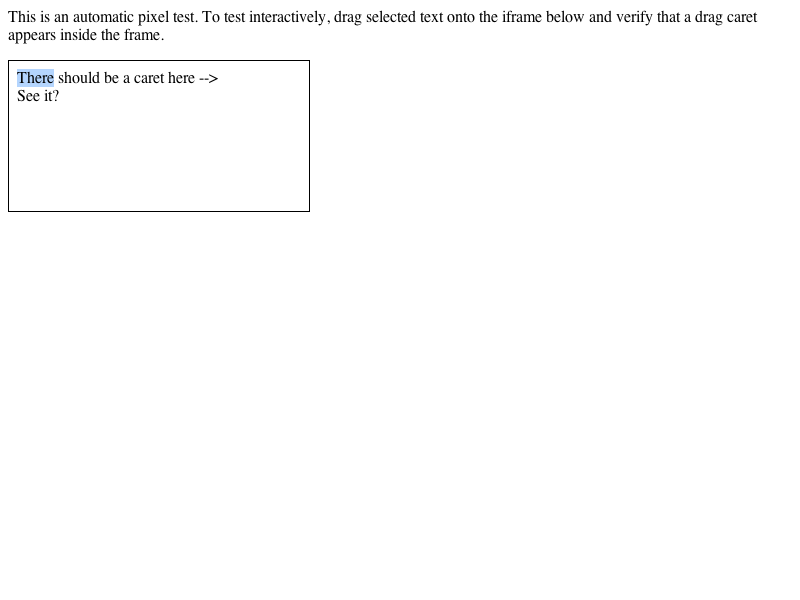 This is an automatic pixel test. To test interactively, drag selected text onto the iframe below and verify that a drag caret
appears inside the frame.
There should be a caret here -->
See it?